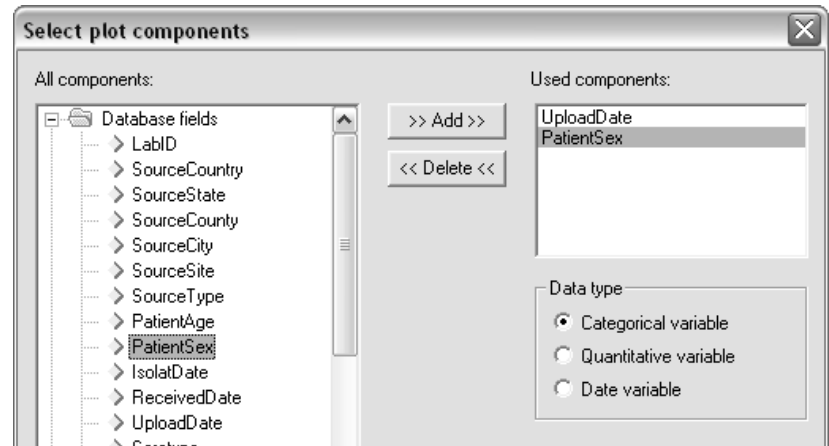 Select plot components
All components:
Database fields
LabID
SourceCountry
SourceState
SourceCounty
SourceCity
SourceSite
SourceType
PatientAge
PatientSex
IsolatDate
ReceivedDate
UploadDate
>> Add >>
<< Delete <<
Used components:
UploadDate
PatientSex
Data type
Categorical variable
Quantitative variable
Date variable